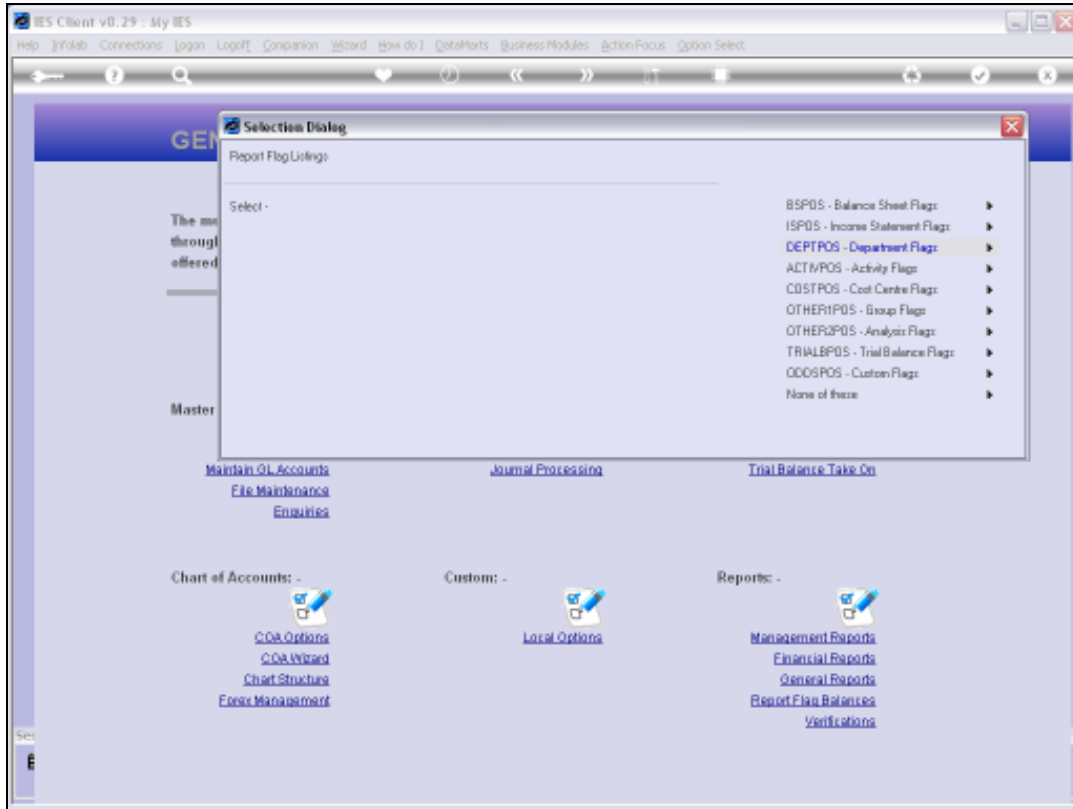 IES Client v8.29 : My IES
Help Infolab Connections Logon Logoff Companion Wizard How do I DataMarts Business Modules Action Focus Option Select
GEN
Selection Dialog
Report Flag Listings
Select -
BSPOS - Balance Sheet Flags
ISPOS - Income Statement Flags
DEPTPOS - Department Flags
ACTIVPOS - Activity Flags
COSTPOS - Cost Centre Flags
OTHER1POS - Group Flags
OTHER2POS - Analysis Flags
TRIALBPOS - Trial Balance Flags
ODDSPOS - Custom Flags
None of these
The mo
through
offered
Master
Maintain GL Accounts
File Maintenance
Enquiries
Journal Processing
Trial Balance Take On
Chart of Accounts: -
Custom: -
Reports: -
COA Options
COA Wizard
Chart Structure
Forex Management
Local Options
Management Reports
Financial Reports
General Reports
Report Flag Balances
Verifications
Se